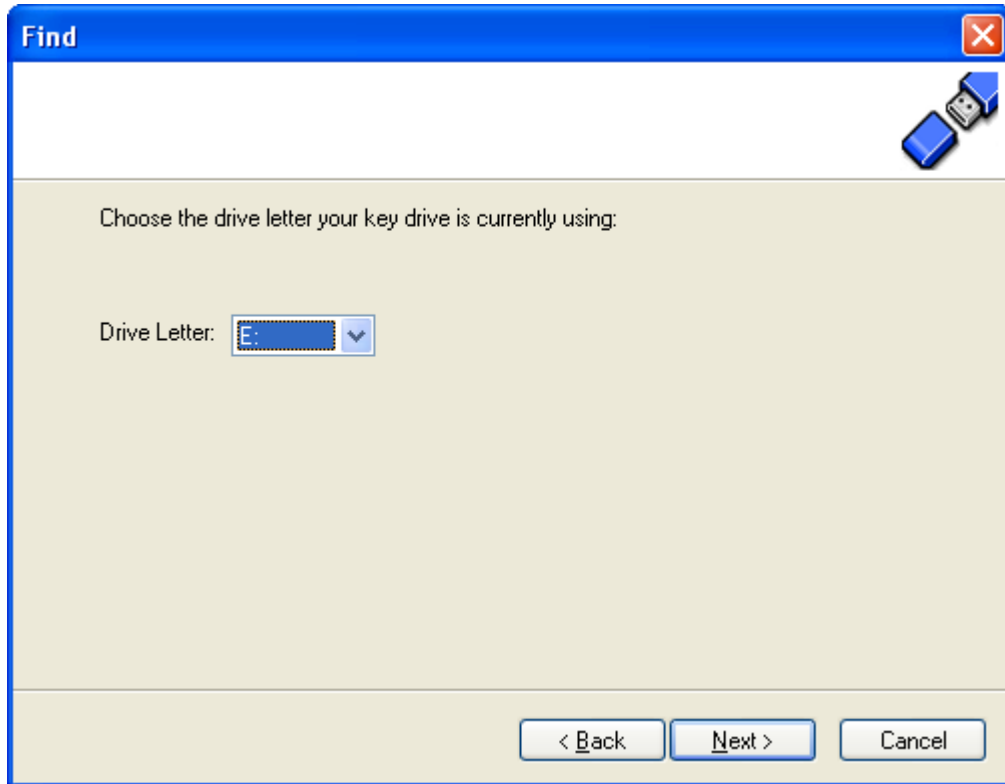 Find
Choose the drive letter your key drive is currently using:
Drive Letter: E:
< Back Next > Cancel